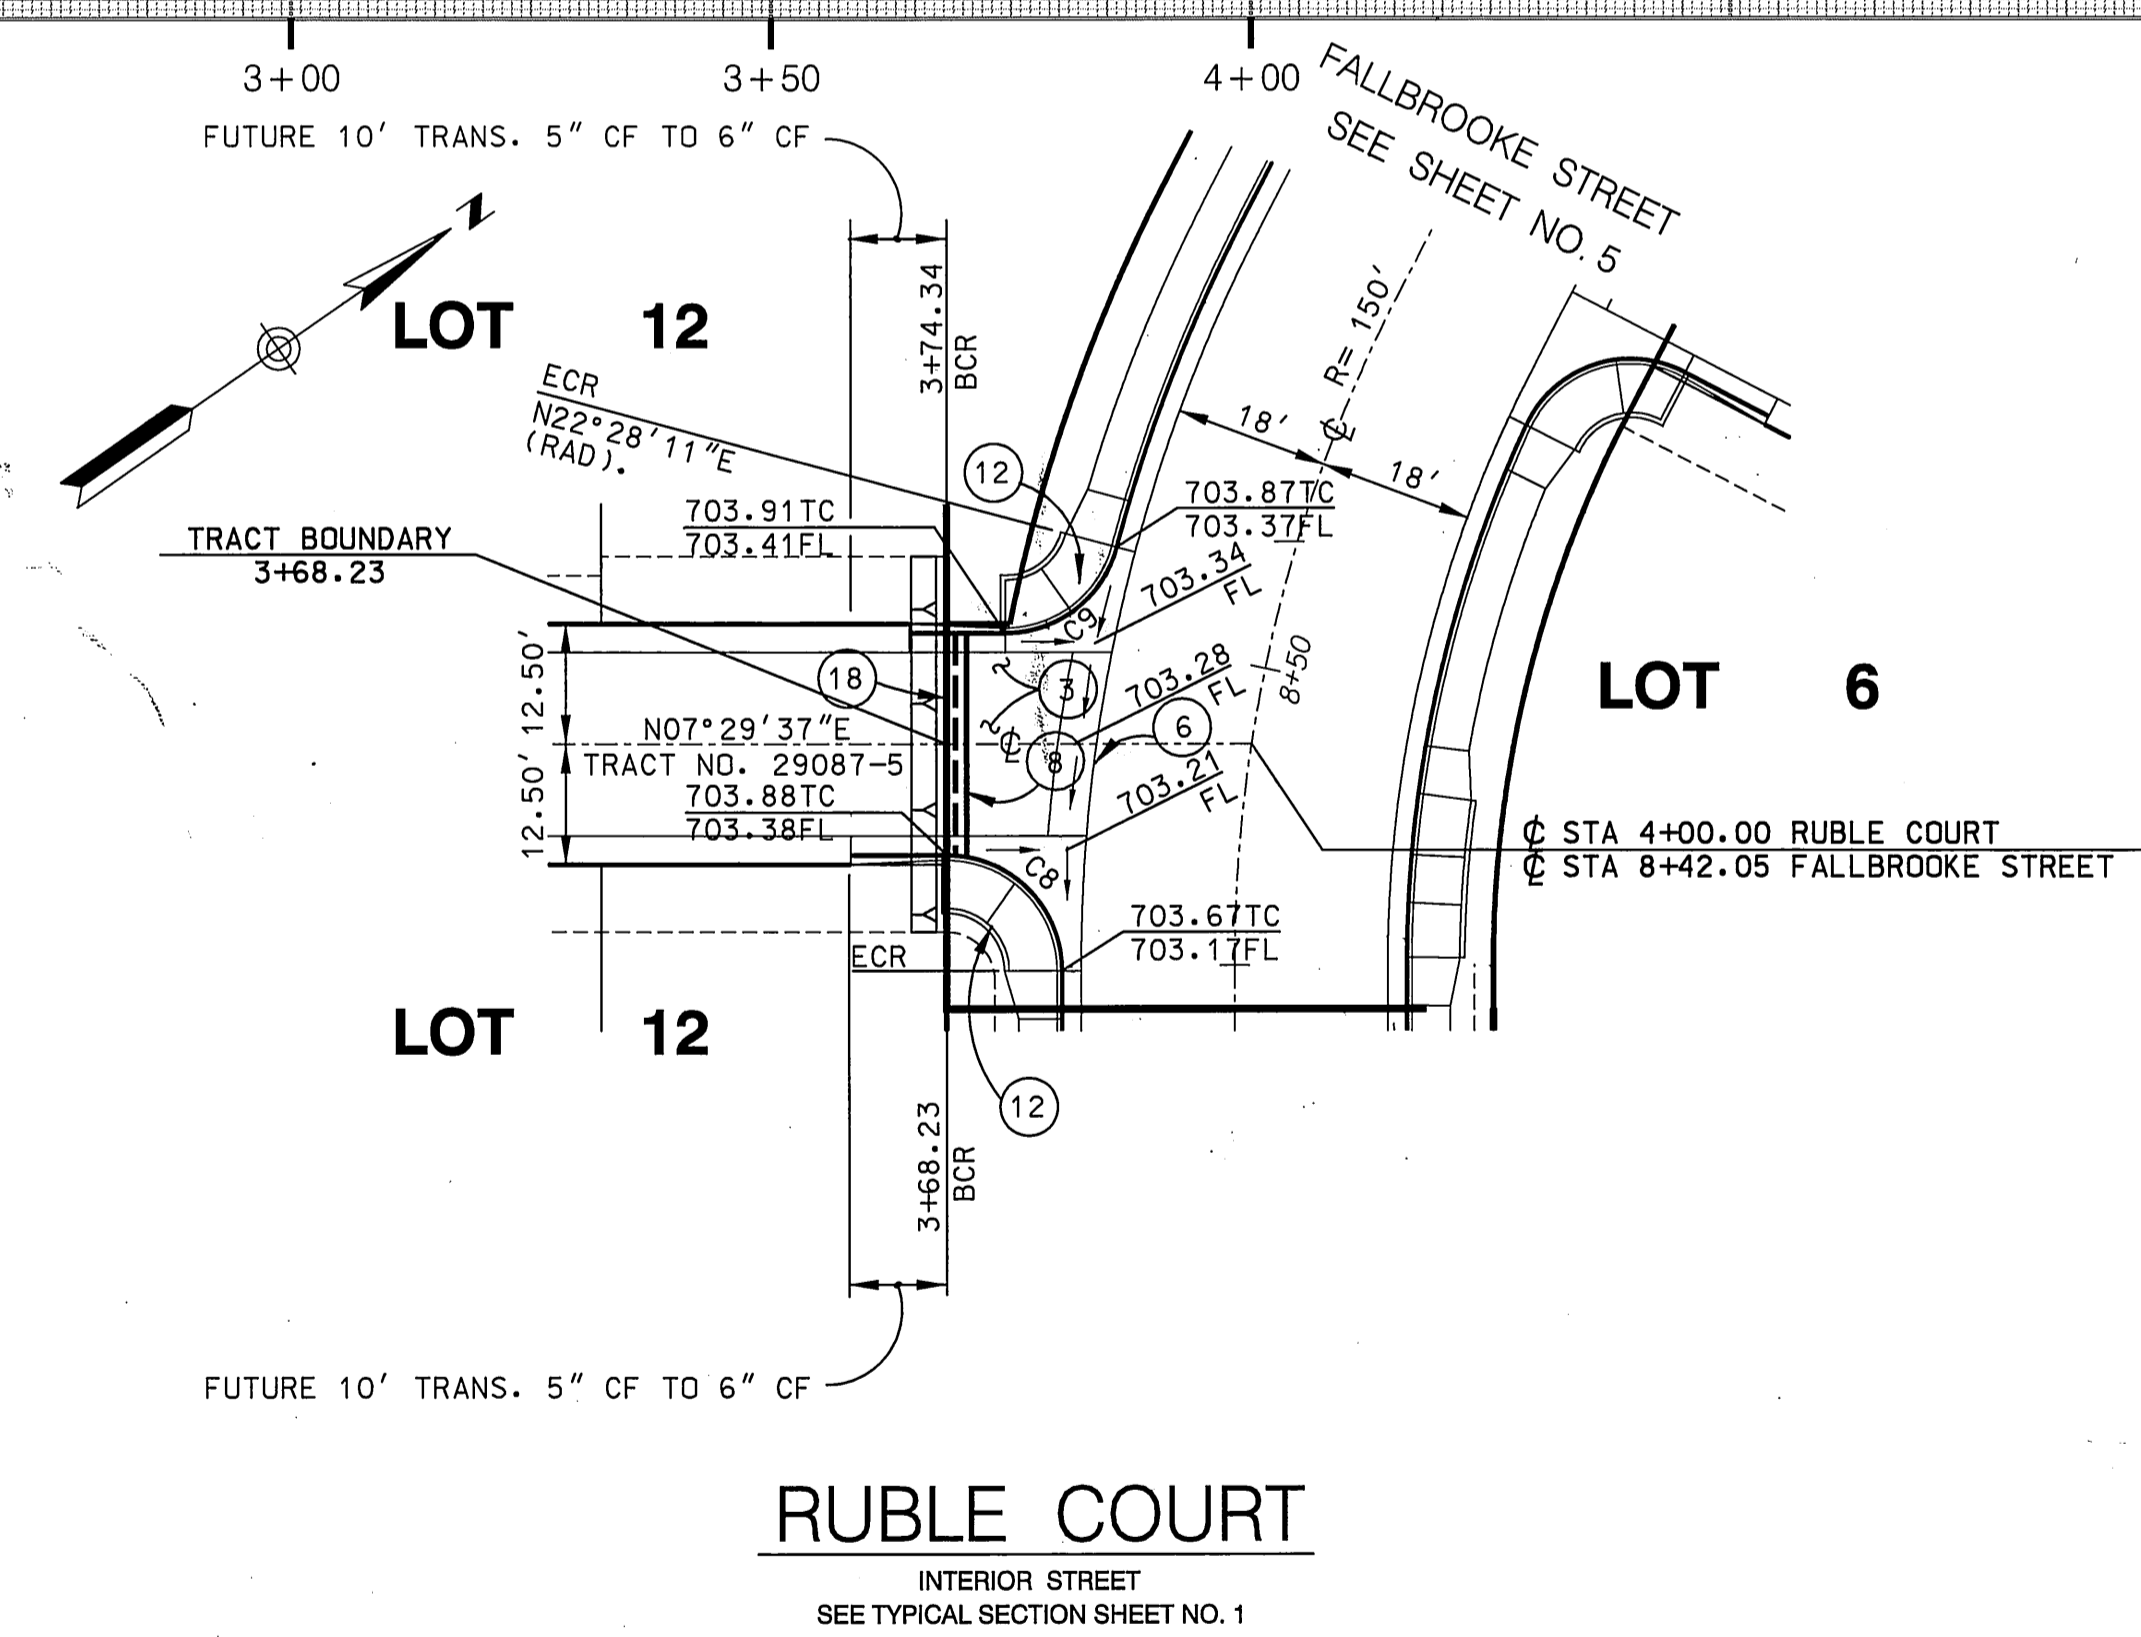 3+00
3+50
4+00
FUTURE 10' TRANS. 5" CF TO 6" CF
FALLBROOKE STREET
SEE SHEET NO. 5
N
LOT 12
3+74.34
BCR
R= 150'
℄
18'
18'
ECR
N22°28'11"E
(RAD).
12
703.91TC
703.41FL
703.87TC
703.37FL
TRACT BOUNDARY
3+68.23
703.34
FL
C9
12.50'
12.50'
18
3
703.28
FL
8+50
LOT 6
N07°29'37"E
TRACT NO. 29087-5
℄
8
6
703.21
FL
703.88TC
703.38FL
℄ STA 4+00.00 RUBLE COURT
℄ STA 8+42.05 FALLBROOKE STREET
C8
703.67TC
703.17FL
ECR
LOT 12
12
3+68.23
BCR
FUTURE 10' TRANS. 5" CF TO 6" CF
RUBLE COURT
INTERIOR STREET
SEE TYPICAL SECTION SHEET NO. 1